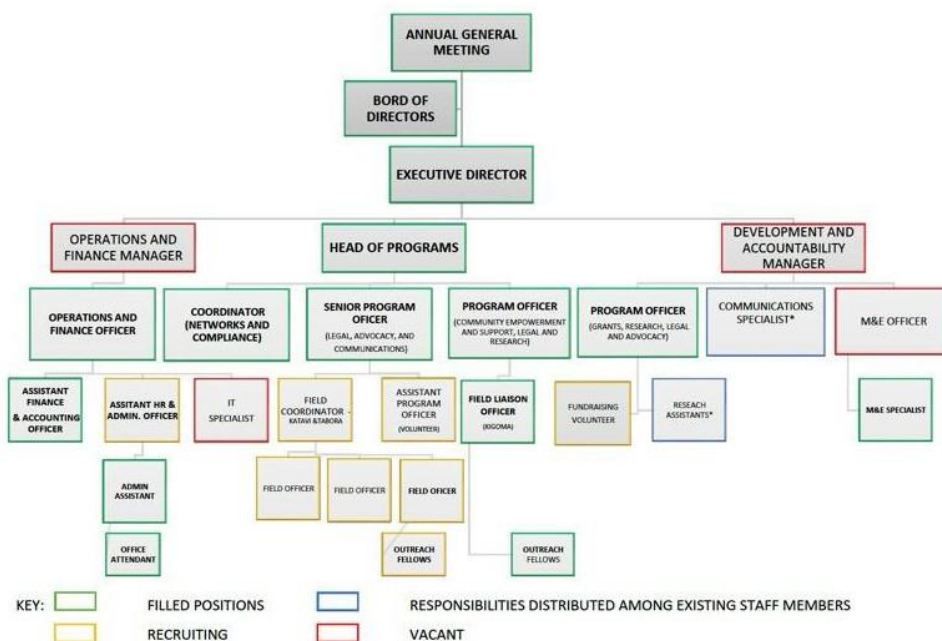 ANNUAL GENERAL
MEETING
BORD OF
DIRECTORS
EXECUTIVE DIRECTOR
OPERATIONS AND
FINANCE MANAGER
HEAD OF PROGRAMS
DEVELOPMENT AND
ACCOUNTABILITY
MANAGER
OPERATIONS AND
FINANCE OFFICER
COORDINATOR
(NETWORKS AND
COMPLIANCE)
SENIOR PROGRAM
OFICER
(LEGAL, ADVOCACY, AND
COMMUNICATIONS)
PROGRAM OFFICER
(COMMUNITY EMPOWERMENT
AND SUPPORT, LEGAL AND
RESEARCH)
PROGRAM OFFICER
(GRANTS, RESEARCH, LEGAL
AND ADVOCACY)
COMMUNICATIONS
SPECIALIST*
M&E OFFICER
ASSISTANT
FINANCE
& ACCOUNTING
OFFICER
ASSITANT HR &
ADMIN. OFFICER
IT
SPECIALIST
FIELD
COORDINATOR -
KATAVI &TABORA
ASSISTANT
PROGRAM
OFFICER
(VOLUNTEER)
FIELD LIAISON
OFFICER
(KIGOMA)
FUNDRAISING
VOLUNTEER
RESEACH
ASSISTANTS*
M&E SPECIALIST
ADMIN
ASSISTANT
FIELD OFFICER
FIELD OFFICER
FIELD OFICER
OFFICE
ATTENDANT
OUTREACH
FELLOWS
OUTREACH
FELLOWS
KEY: FILLED POSITIONS RESPONSIBILITIES DISTRIBUTED AMONG EXISTING STAFF MEMBERS
RECRUITING VACANT